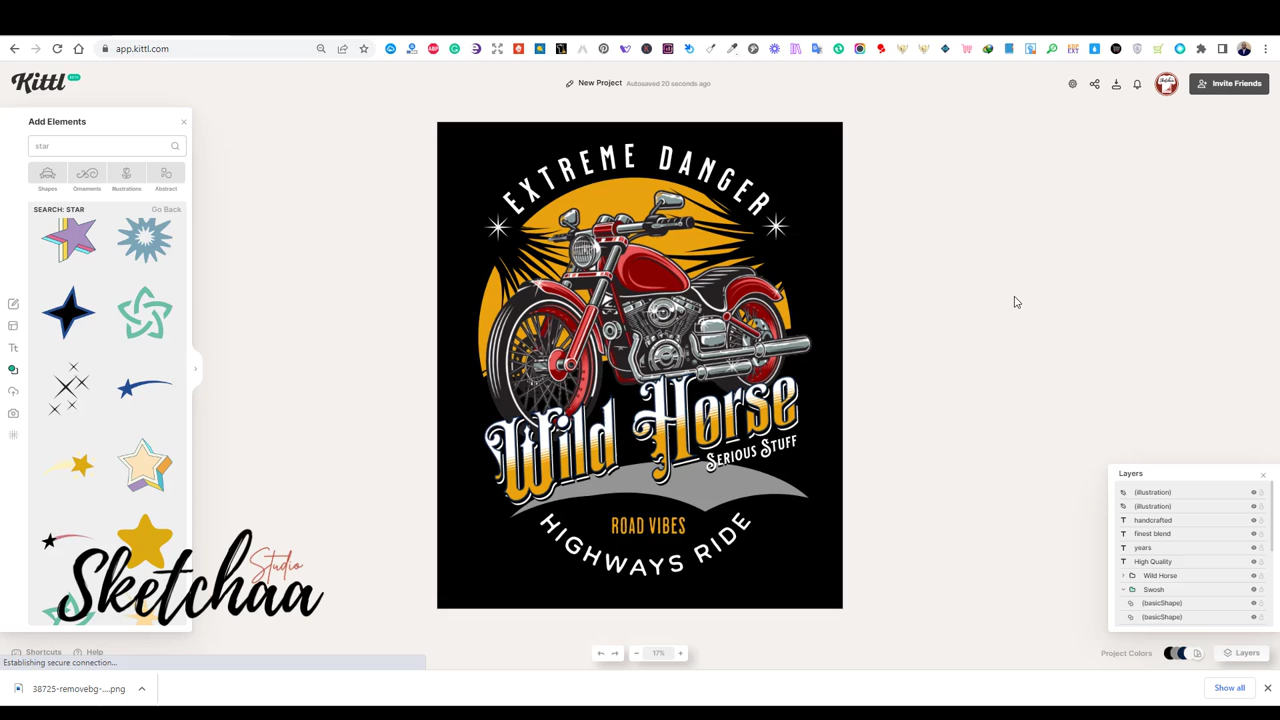 app.kittl.com
Kittl BETA
New Project Autosaved 20 seconds ago
Invite Friends
Add Elements
star
Shapes Ornaments Illustrations Abstract
SEARCH: STAR Go Back
EXTREME DANGER
Wild Horse
SERIOUS STUFF
ROAD VIBES
HIGHWAYS RIDE
Sketchaa
Studio
Layers
(illustration)
(illustration)
handcrafted
finest blend
years
High Quality
Wild Horse
Swosh
(basicShape)
(basicShape)
Shortcuts Help
17%
Project Colors
Layers
Establishing secure connection...
38725-removebg-....png
Show all